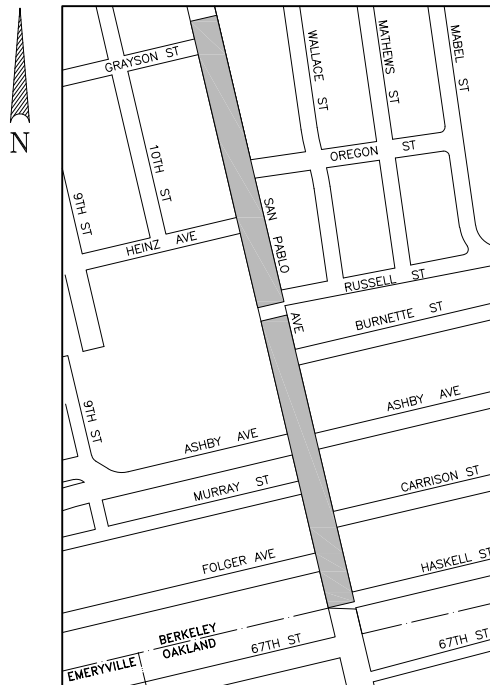 GRAYSON ST
WALLACE ST
MATHEWS ST
MABEL ST
10TH ST
OREGON ST
9TH ST
HEINZ AVE
SAN PABLO AVE
RUSSELL ST
BURNETTE ST
9TH ST
ASHBY AVE
ASHBY AVE
MURRAY ST
CARRISON ST
FOLGER AVE
HASKELL ST
BERKELEY
OAKLAND
67TH ST
67TH ST
EMERYVILLE
N